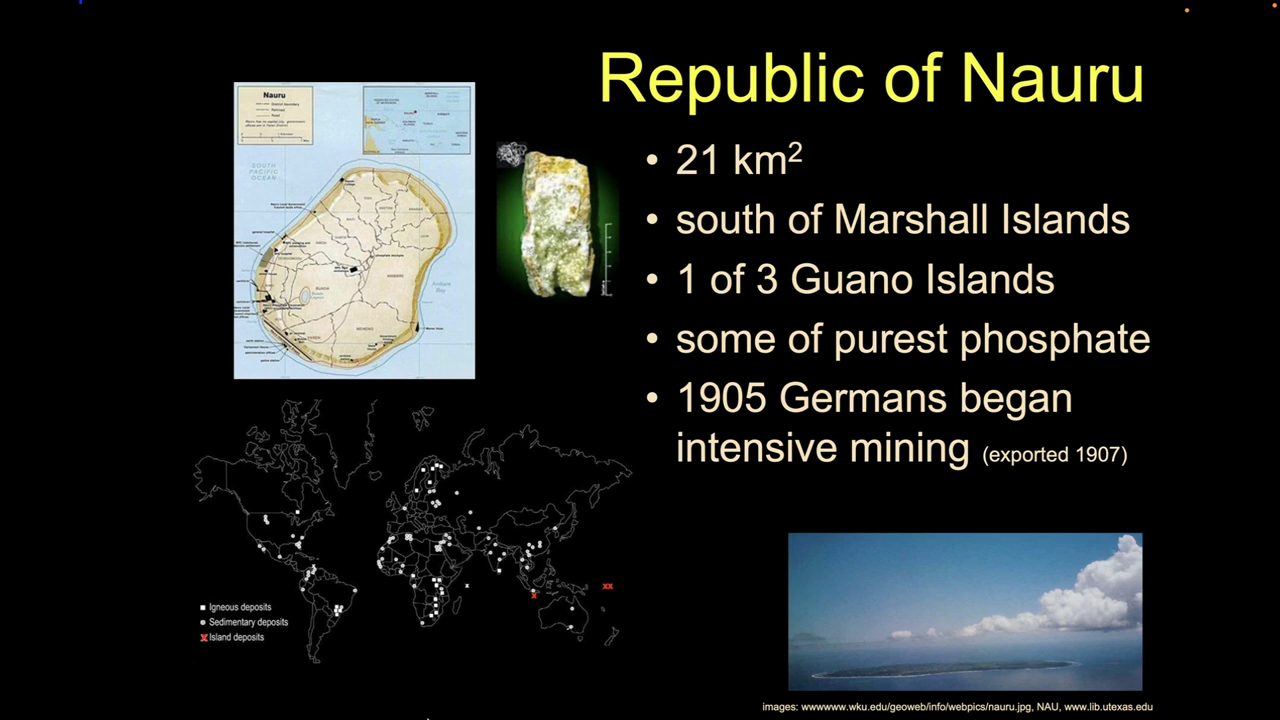 Republic of Nauru
• 21 km²
• south of Marshall Islands
• 1 of 3 Guano Islands
• some of purest phosphate
• 1905 Germans began
intensive mining (exported 1907)
Nauru
SOUTH
PACIFIC
OCEAN
Igneous deposits
Sedimentary deposits
Island deposits
images: wwwwww.wku.edu/geoweb/info/webpics/nauru.jpg, NAU, www.lib.utexas.edu